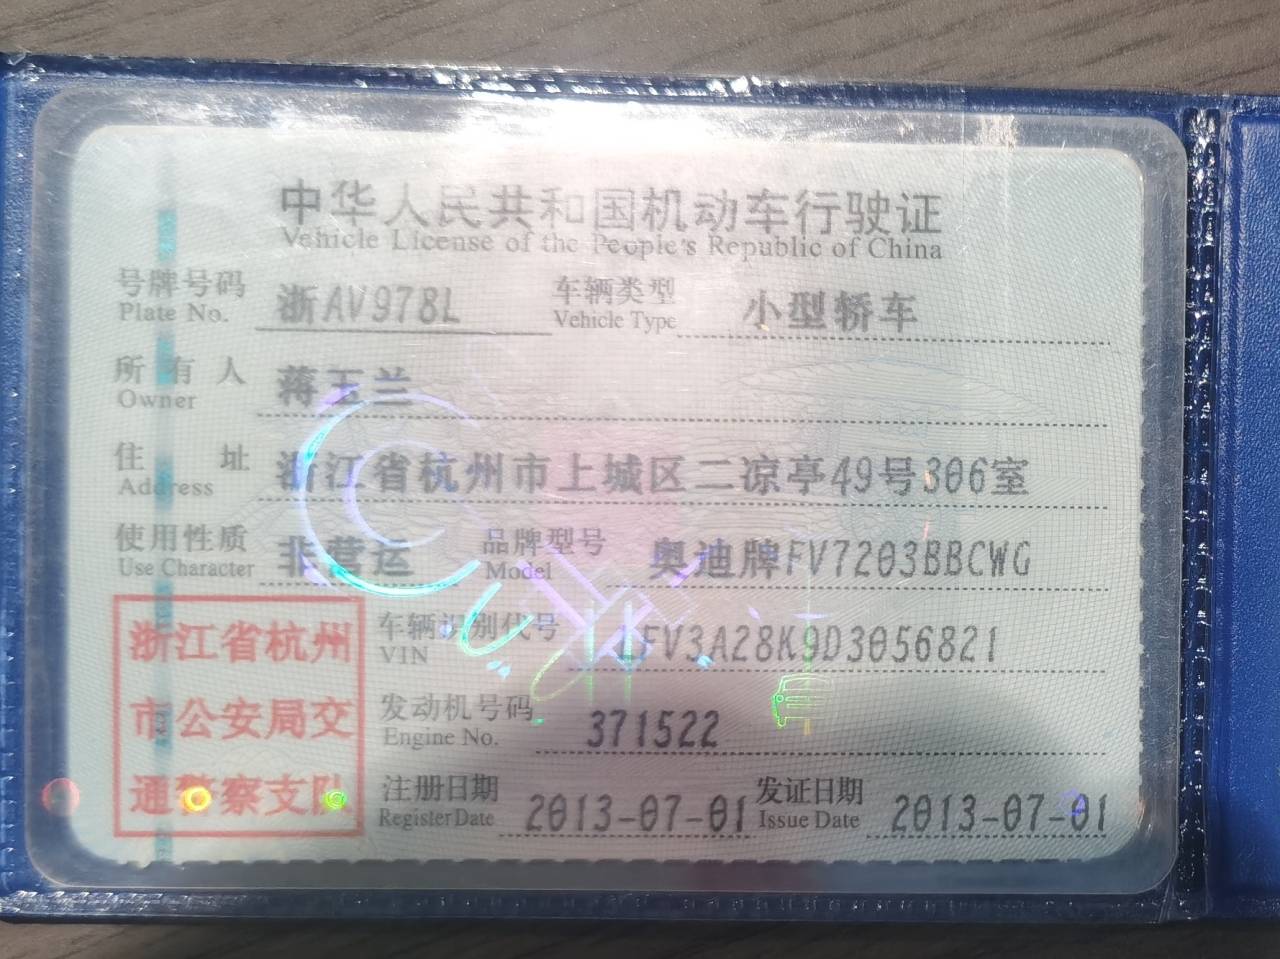 中华人民共和国机动车行驶证
Vehicle License of the People's Republic of China
号牌号码 浙AV978L 车辆类型 小型轿车
Plate No. Vehicle Type
所有人 蒋玉兰
Owner
住址 浙江省杭州市上城区二凉亭49号306室
Address
使用性质 非营运 品牌型号 奥迪牌FV7203BBCWG
Use Character Model
浙江省杭州
市公安局交
通警察支队
车辆识别代号 LFV3A28K9D3056821
VIN
发动机号码 371522
Engine No.
注册日期 2013-07-01 发证日期 2013-07-01
Register Date Issue Date